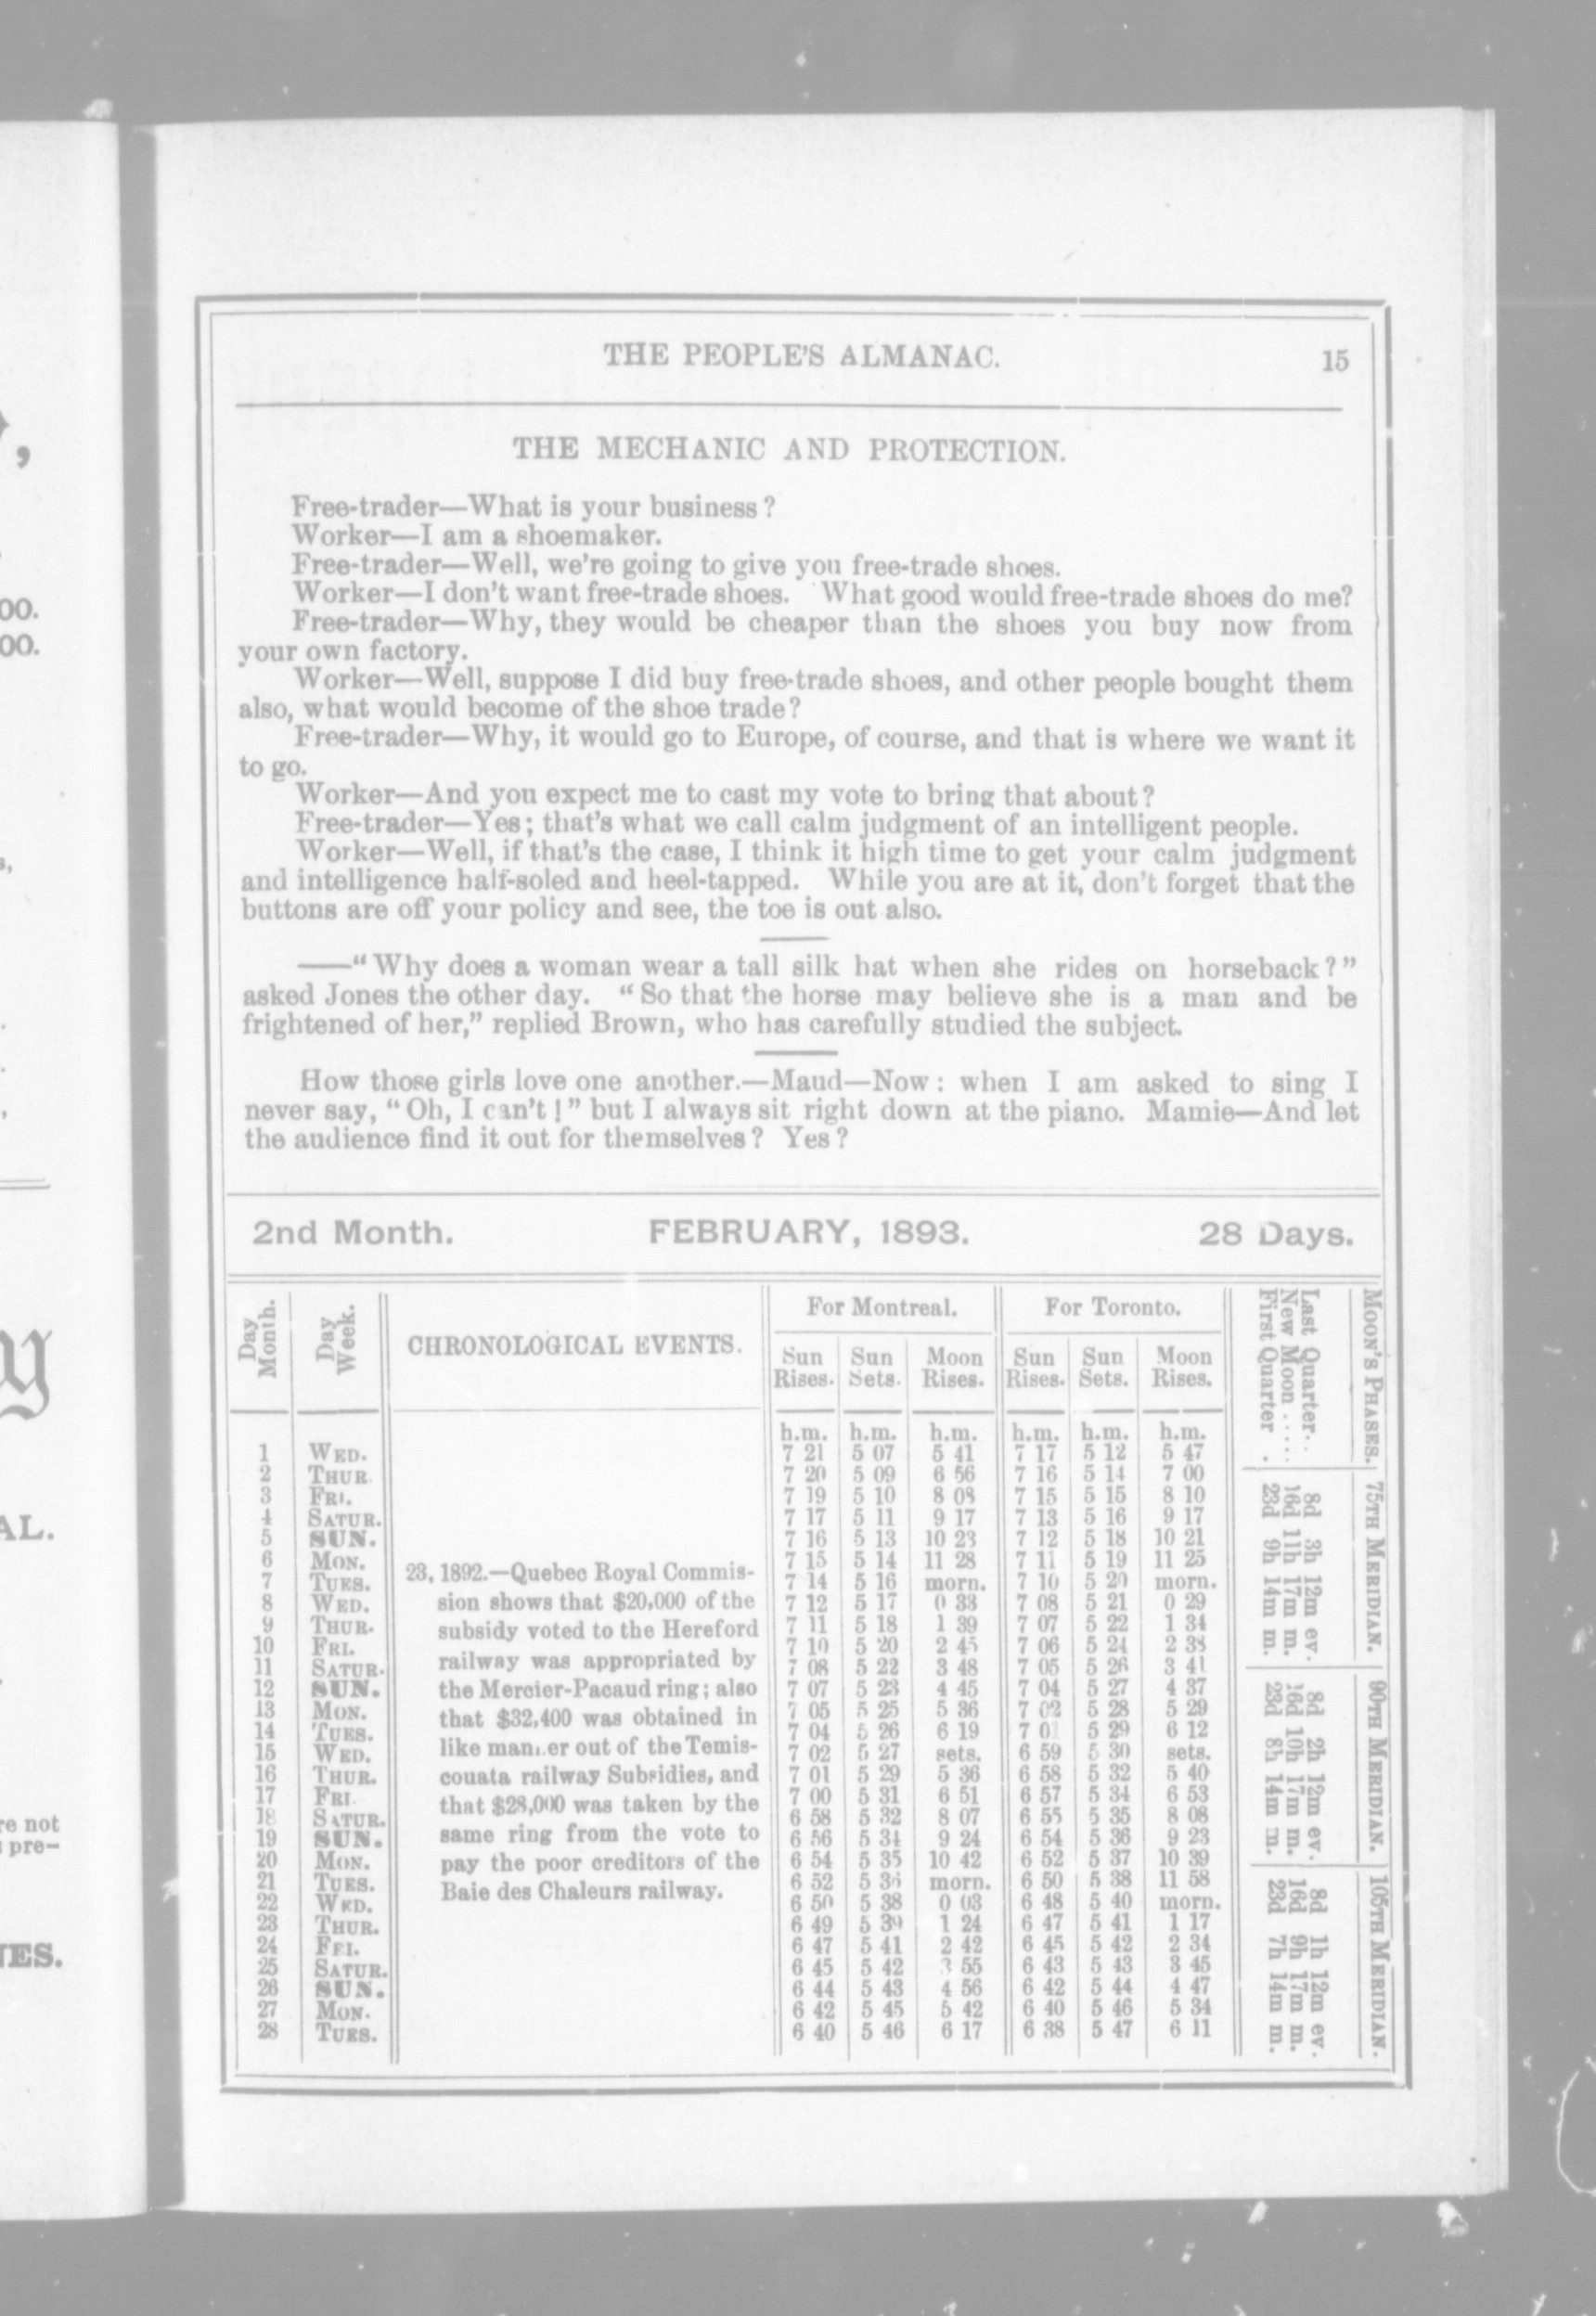 THE PEOPLE'S ALMANAC. 15
THE MECHANIC AND PROTECTION.
Free-trader—What is your business?
Worker—I am a shoemaker.
Free-trader—Well, we're going to give you free-trade shoes.
Worker—I don't want free-trade shoes. What good would free-trade shoes do me?
Free-trader—Why, they would be cheaper than the shoes you buy now from
your own factory.
Worker—Well, suppose I did buy free-trade shoes, and other people bought them
also, what would become of the shoe trade?
Free-trader—Why, it would go to Europe, of course, and that is where we want it
to go.
Worker—And you expect me to cast my vote to bring that about?
Free-trader—Yes; that's what we call calm judgment of an intelligent people.
Worker—Well, if that's the case, I think it high time to get your calm judgment
and intelligence half-soled and heel-tapped. While you are at it, don't forget that the
buttons are off your policy and see, the toe is out also.
——"Why does a woman wear a tall silk hat when she rides on horseback?"
asked Jones the other day. "So that the horse may believe she is a man and be
frightened of her," replied Brown, who has carefully studied the subject.
How those girls love one another.—Maud—Now: when I am asked to sing I
never say, "Oh, I can't!" but I always sit right down at the piano. Mamie—And let
the audience find it out for themselves? Yes?
2nd Month. FEBRUARY, 1893. 28 Days.
Day Month.
Day Week.
CHRONOLOGICAL EVENTS.
For Montreal. For Toronto.
Sun Rises. Sun Sets. Moon Rises. Sun Rises. Sun Sets. Moon Rises.
h.m. h.m. h.m. h.m. h.m. h.m.
1 WED. 7 21 5 07 5 41 7 17 5 12 5 47
2 THUR. 7 20 5 09 6 56 7 16 5 14 7 00
3 FRI. 7 19 5 10 8 08 7 15 5 15 8 10
4 SATUR. 7 17 5 11 9 17 7 13 5 16 9 17
5 SUN. 7 16 5 13 10 23 7 12 5 18 10 21
6 MON. 7 15 5 14 11 28 7 11 5 19 11 25
7 TUES. 7 14 5 16 morn. 7 10 5 20 morn.
8 WED. 7 12 5 17 0 33 7 08 5 21 0 29
9 THUR. 7 11 5 18 1 39 7 07 5 22 1 34
10 FRI. 7 10 5 20 2 45 7 06 5 24 2 38
11 SATUR. 7 08 5 22 3 48 7 05 5 26 3 41
12 SUN. 7 07 5 23 4 45 7 04 5 27 4 37
13 MON. 7 05 5 25 5 36 7 02 5 28 5 29
14 TUES. 7 04 5 26 6 19 7 01 5 29 6 12
15 WED. 7 02 5 27 sets. 6 59 5 30 sets.
16 THUR. 7 01 5 29 5 36 6 58 5 32 5 40
17 FRI. 7 00 5 31 6 51 6 57 5 34 6 53
18 SATUR. 6 58 5 32 8 07 6 55 5 35 8 08
19 SUN. 6 56 5 34 9 24 6 54 5 36 9 23
20 MON. 6 54 5 35 10 42 6 52 5 37 10 39
21 TUES. 6 52 5 36 morn. 6 50 5 38 11 58
22 WED. 6 50 5 38 0 03 6 48 5 40 morn.
23 THUR. 6 49 5 39 1 24 6 47 5 41 1 17
24 FRI. 6 47 5 41 2 42 6 45 5 42 2 34
25 SATUR. 6 45 5 42 3 55 6 43 5 43 3 45
26 SUN. 6 44 5 43 4 56 6 42 5 44 4 47
27 MON. 6 42 5 45 5 42 6 40 5 46 5 34
28 TUES. 6 40 5 46 6 17 6 38 5 47 6 11
23, 1892.—Quebec Royal Commis-
sion shows that $20,000 of the
subsidy voted to the Hereford
railway was appropriated by
the Mercier-Pacaud ring; also
that $32,400 was obtained in
like manner out of the Temis-
couata railway Subsidies, and
that $28,000 was taken by the
same ring from the vote to
pay the poor creditors of the
Baie des Chaleurs railway.
MOON'S PHASES. 75TH MERIDIAN. 90TH MERIDIAN. 105TH MERIDIAN.
Last Quarter.. 8d 3h 12m ev. 8d 2h 12m ev. 8d 1h 12m ev.
New Moon ..... 16d 11h 17m m. 16d 10h 17m m. 16d 9h 17m m.
First Quarter . 23d 9h 14m m. 23d 8h 14m m. 23d 7h 14m m.
00.
00.
AL.
re not
pre-